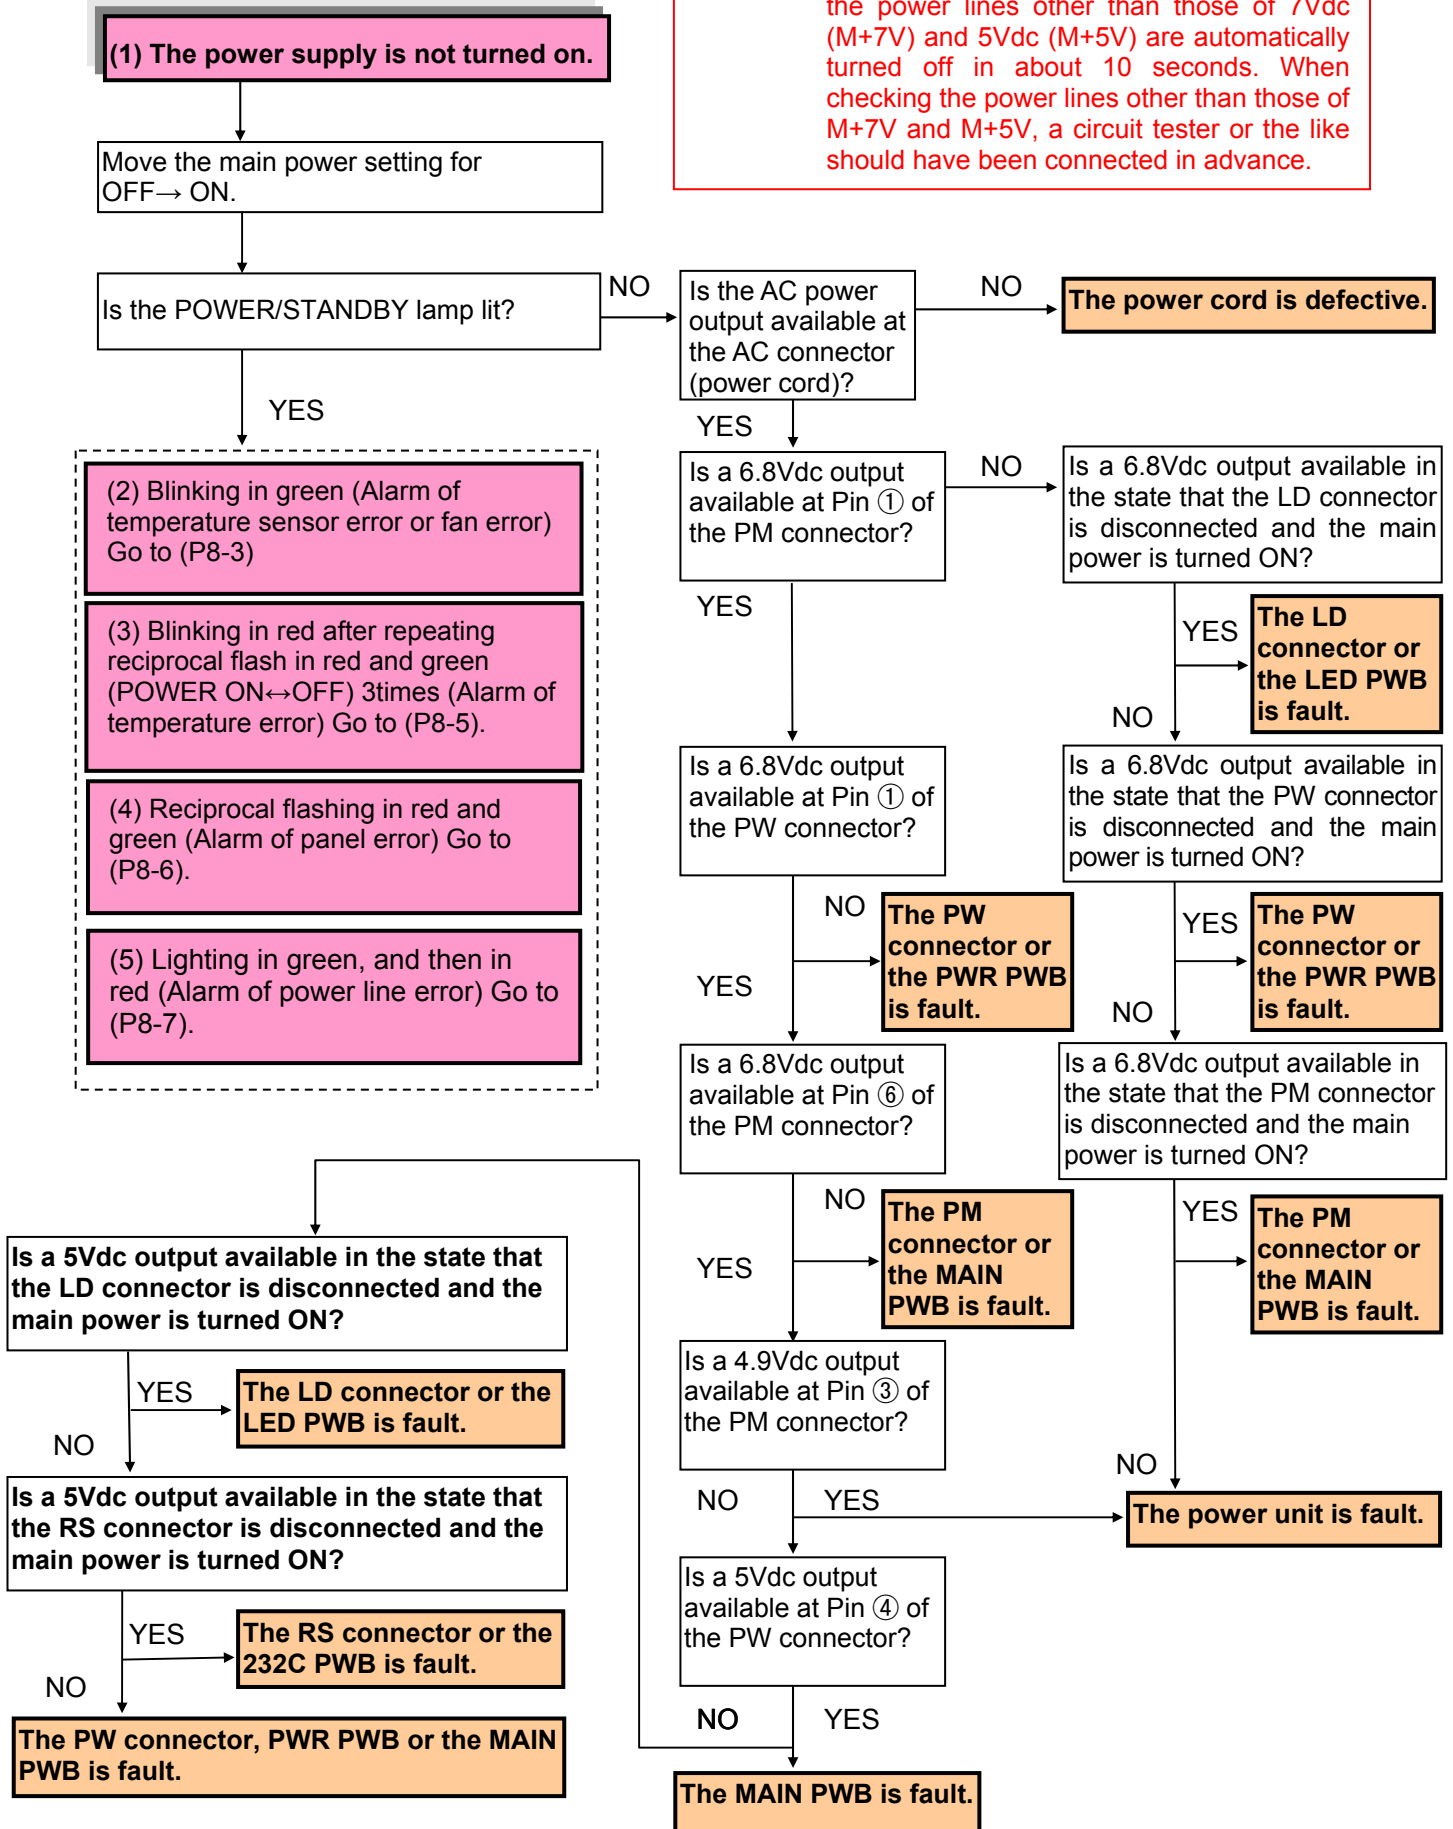 the power lines other than those of 7Vdc
(M+7V) and 5Vdc (M+5V) are automatically
turned off in about 10 seconds. When
checking the power lines other than those of
M+7V and M+5V, a circuit tester or the like
should have been connected in advance.
(1) The power supply is not turned on.
Move the main power setting for
OFF→ ON.
Is the POWER/STANDBY lamp lit?
NO
Is the AC power
output available at
the AC connector
(power cord)?
NO
The power cord is defective.
YES
YES
(2) Blinking in green (Alarm of
temperature sensor error or fan error)
Go to (P8-3)
(3) Blinking in red after repeating
reciprocal flash in red and green
(POWER ON↔OFF) 3times (Alarm of
temperature error) Go to (P8-5).
(4) Reciprocal flashing in red and
green (Alarm of panel error) Go to
(P8-6).
(5) Lighting in green, and then in
red (Alarm of power line error) Go to
(P8-7).
Is a 6.8Vdc output
available at Pin ① of
the PM connector?
NO
Is a 6.8Vdc output available in
the state that the LD connector
is disconnected and the main
power is turned ON?
YES
YES
The LD
connector or
the LED PWB
is fault.
NO
Is a 6.8Vdc output
available at Pin ① of
the PW connector?
Is a 6.8Vdc output available in
the state that the PW connector
is disconnected and the main
power is turned ON?
NO
The PW
connector or
the PWR PWB
is fault.
YES
YES
The PW
connector or
the PWR PWB
is fault.
NO
Is a 6.8Vdc output
available at Pin ⑥ of
the PM connector?
Is a 6.8Vdc output available in
the state that the PM connector
is disconnected and the main
power is turned ON?
NO
The PM
connector or
the MAIN
PWB is fault.
YES
YES
The PM
connector or
the MAIN
PWB is fault.
Is a 4.9Vdc output
available at Pin ③ of
the PM connector?
NO
NO
YES
The power unit is fault.
Is a 5Vdc output
available at Pin ④ of
the PW connector?
NO
YES
The MAIN PWB is fault.
Is a 5Vdc output available in the state that
the LD connector is disconnected and the
main power is turned ON?
YES
The LD connector or the
LED PWB is fault.
NO
Is a 5Vdc output available in the state that
the RS connector is disconnected and the
main power is turned ON?
YES
The RS connector or the
232C PWB is fault.
NO
The PW connector, PWR PWB or the MAIN
PWB is fault.